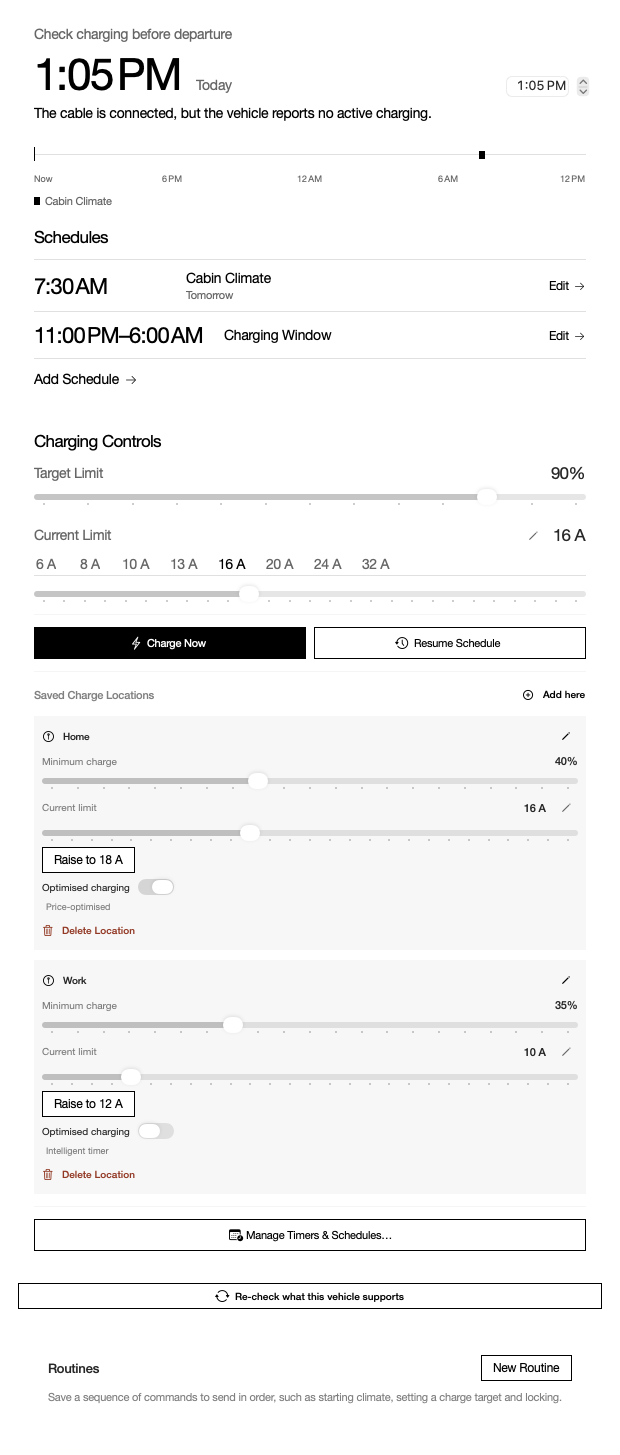 Check charging before departure
1:05 PM Today 1:05 PM
The cable is connected, but the vehicle reports no active charging.
Now 6 PM 12 AM 6 AM 12 PM
Cabin Climate
Schedules
7:30 AM Cabin Climate Edit →
Tomorrow
11:00 PM–6:00 AM Charging Window Edit →
Add Schedule →
Charging Controls
Target Limit 90%
Current Limit 16 A
6 A 8 A 10 A 13 A 16 A 20 A 24 A 32 A
Charge Now Resume Schedule
Saved Charge Locations Add here
Home
Minimum charge 40%
Current limit 16 A
Raise to 18 A
Optimised charging
Price-optimised
Delete Location
Work
Minimum charge 35%
Current limit 10 A
Raise to 12 A
Optimised charging
Intelligent timer
Delete Location
Manage Timers & Schedules…
Re-check what this vehicle supports
Routines New Routine
Save a sequence of commands to send in order, such as starting climate, setting a charge target and locking.